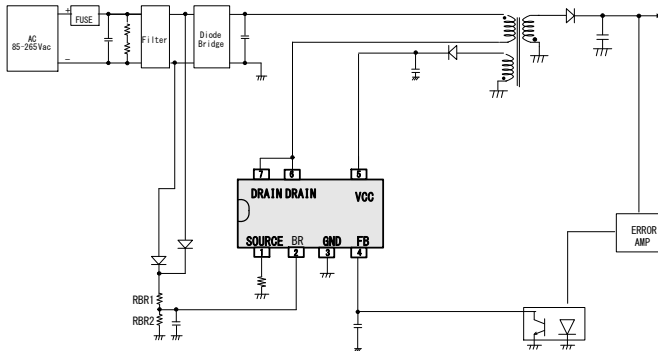 AC
85-265Vac
+
-
FUSE
Filter
Diode
Bridge
7
6
5
DRAIN DRAIN
VCC
SOURCE BR GND FB
1
2
3
4
RBR1
RBR2
ERROR
AMP